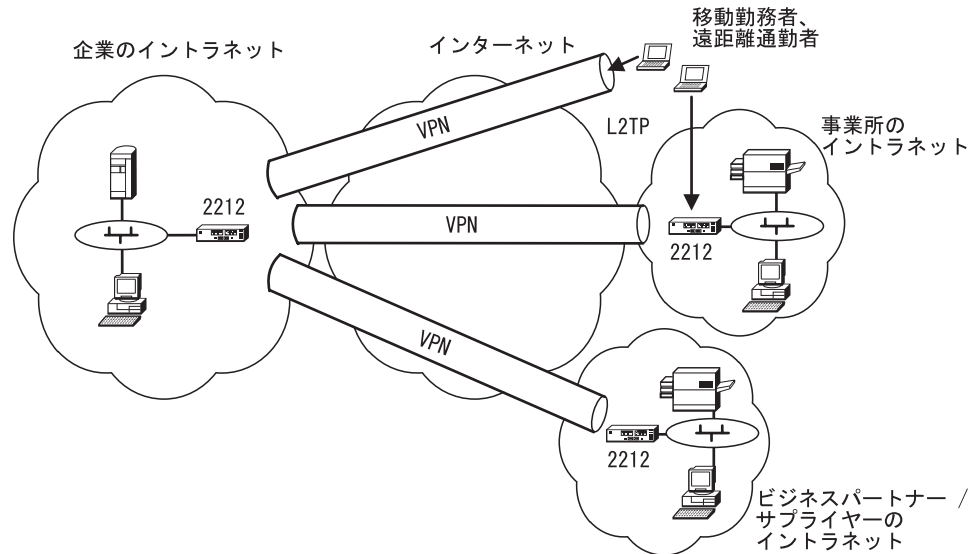 移動勤務者、
遠距離通勤者
企業のイントラネット
インターネット
VPN
L2TP
事業所の
イントラネット
2212
VPN
2212
VPN
2212
ビジネスパートナー /
サプライヤーの
イントラネット